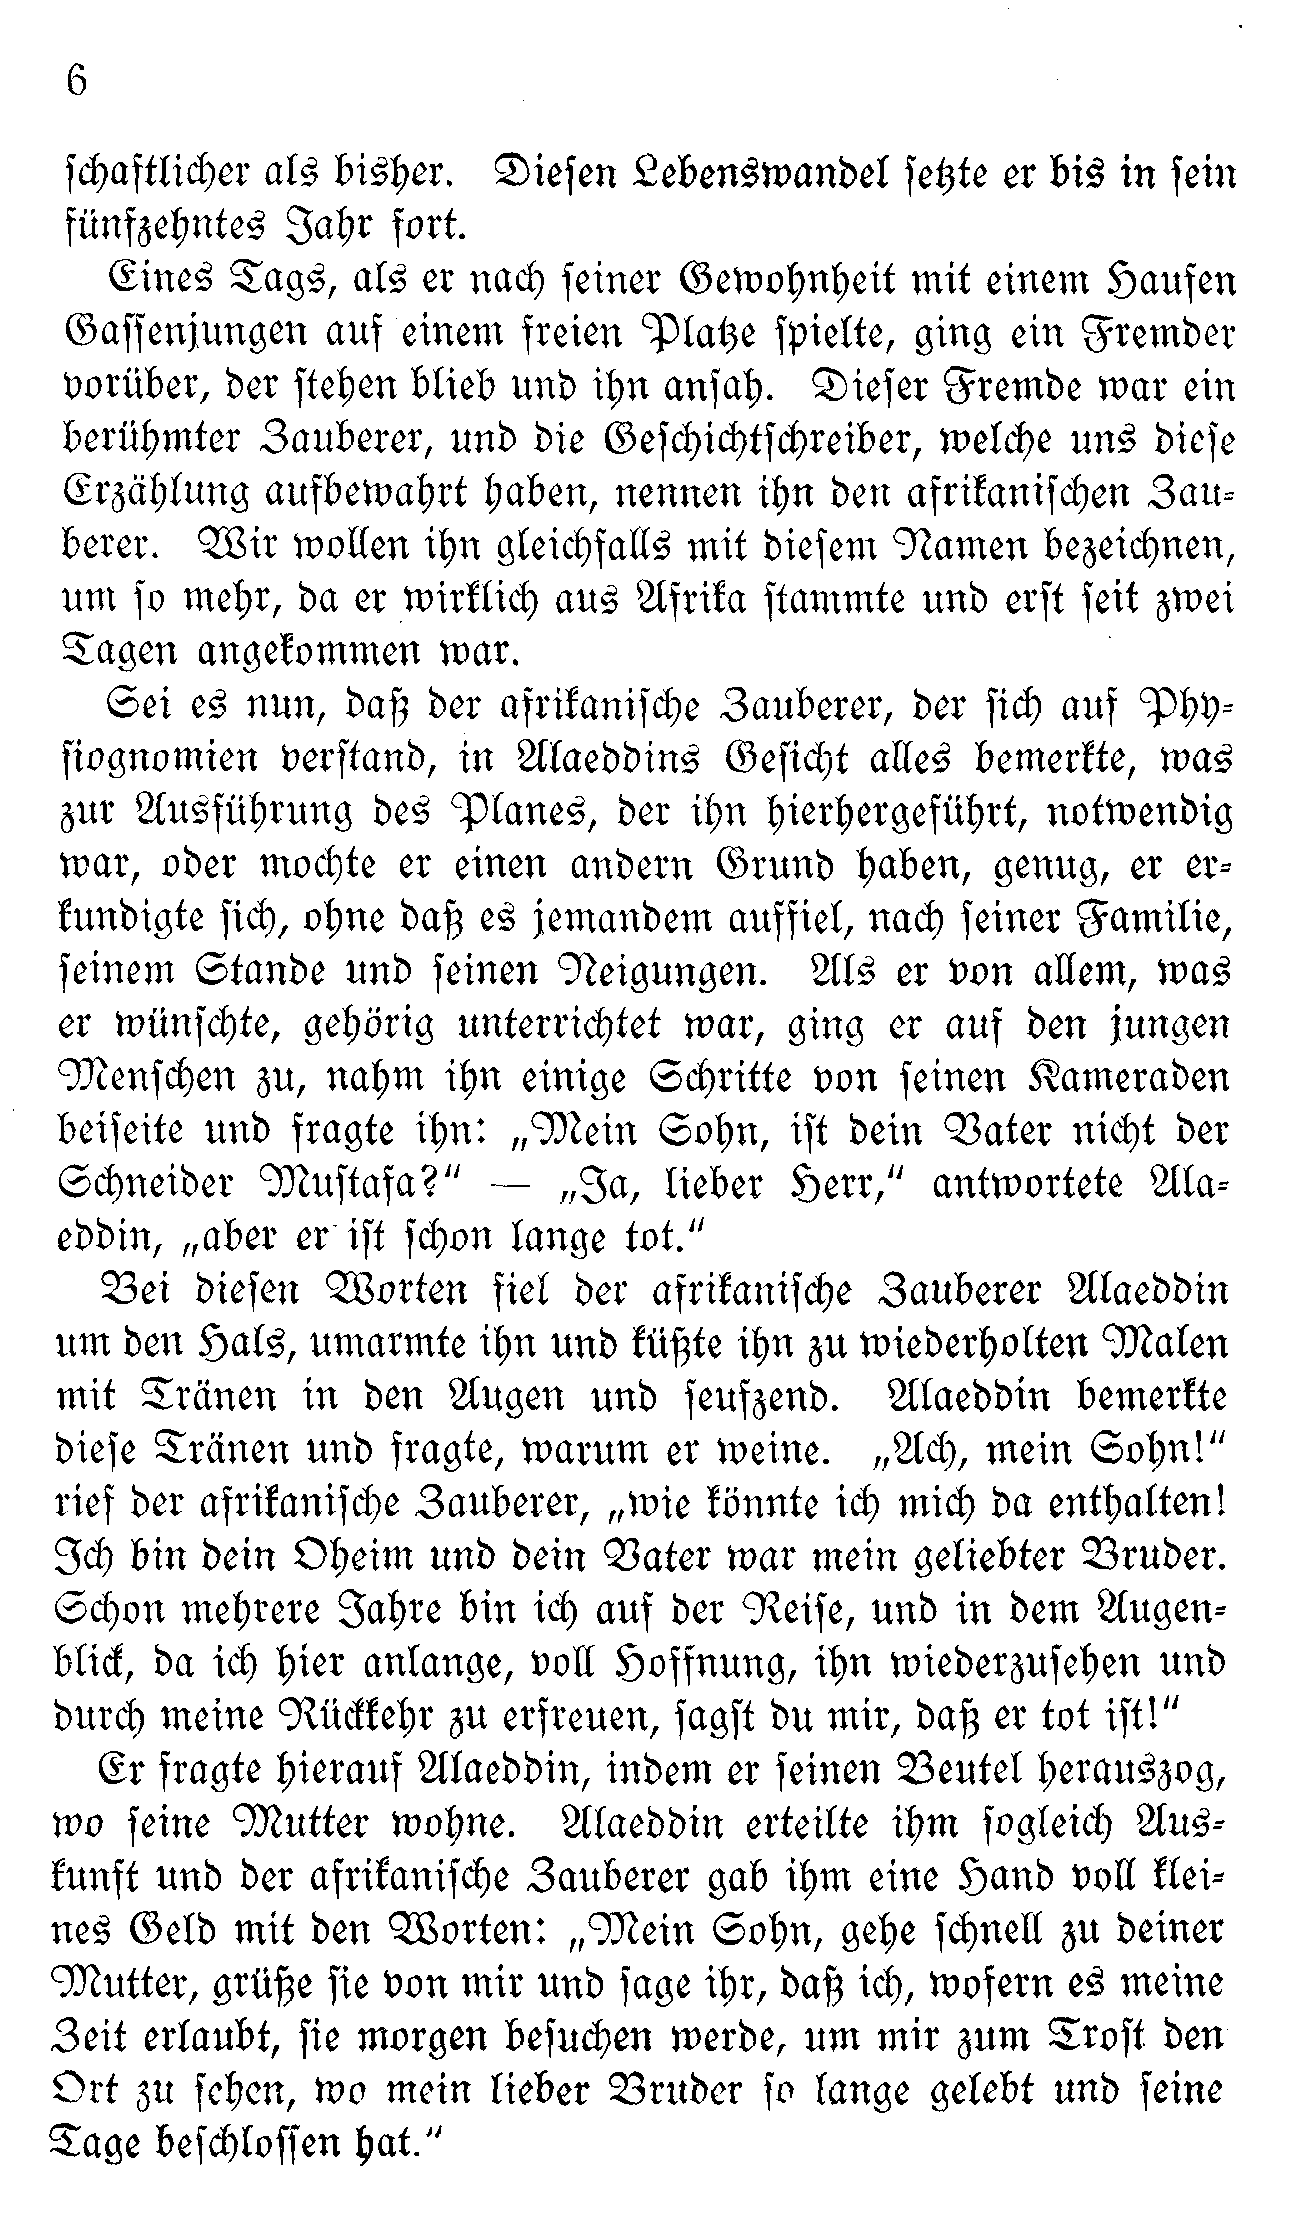 6
schaftlicher als bisher. Diesen Lebenswandel setzte er bis in sein
fünfzehntes Jahr fort.
Eines Tags, als er nach seiner Gewohnheit mit einem Haufen
Gassenjungen auf einem freien Platze spielte, ging ein Fremder
vorüber, der stehen blieb und ihn ansah. Dieser Fremde war ein
berühmter Zauberer, und die Geschichtschreiber, welche uns diese
Erzählung aufbewahrt haben, nennen ihn den afrikanischen Zau-
berer. Wir wollen ihn gleichfalls mit diesem Namen bezeichnen,
um so mehr, da er wirklich aus Afrika stammte und erst seit zwei
Tagen angekommen war.
Sei es nun, daß der afrikanische Zauberer, der sich auf Phy-
siognomien verstand, in Alaeddins Gesicht alles bemerkte, was
zur Ausführung des Planes, der ihn hierhergeführt, notwendig
war, oder mochte er einen andern Grund haben, genug, er er-
kundigte sich, ohne daß es jemandem auffiel, nach seiner Familie,
seinem Stande und seinen Neigungen. Als er von allem, was
er wünschte, gehörig unterrichtet war, ging er auf den jungen
Menschen zu, nahm ihn einige Schritte von seinen Kameraden
beiseite und fragte ihn: „Mein Sohn, ist dein Vater nicht der
Schneider Mustafa?“ — „Ja, lieber Herr,“ antwortete Ala-
eddin, „aber er ist schon lange tot.“
Bei diesen Worten fiel der afrikanische Zauberer Alaeddin
um den Hals, umarmte ihn und küßte ihn zu wiederholten Malen
mit Tränen in den Augen und seufzend. Alaeddin bemerkte
diese Tränen und fragte, warum er weine. „Ach, mein Sohn!“
rief der afrikanische Zauberer, „wie könnte ich mich da enthalten!
Ich bin dein Oheim und dein Vater war mein geliebter Bruder.
Schon mehrere Jahre bin ich auf der Reise, und in dem Augen-
blick, da ich hier anlange, voll Hoffnung, ihn wiederzusehen und
durch meine Rückkehr zu erfreuen, sagst du mir, daß er tot ist!“
Er fragte hierauf Alaeddin, indem er seinen Beutel herauszog,
wo seine Mutter wohne. Alaeddin erteilte ihm sogleich Aus-
kunft und der afrikanische Zauberer gab ihm eine Hand voll klei-
nes Geld mit den Worten: „Mein Sohn, gehe schnell zu deiner
Mutter, grüße sie von mir und sage ihr, daß ich, wofern es meine
Zeit erlaubt, sie morgen besuchen werde, um mir zum Trost den
Ort zu sehen, wo mein lieber Bruder so lange gelebt und seine
Tage beschlossen hat.“